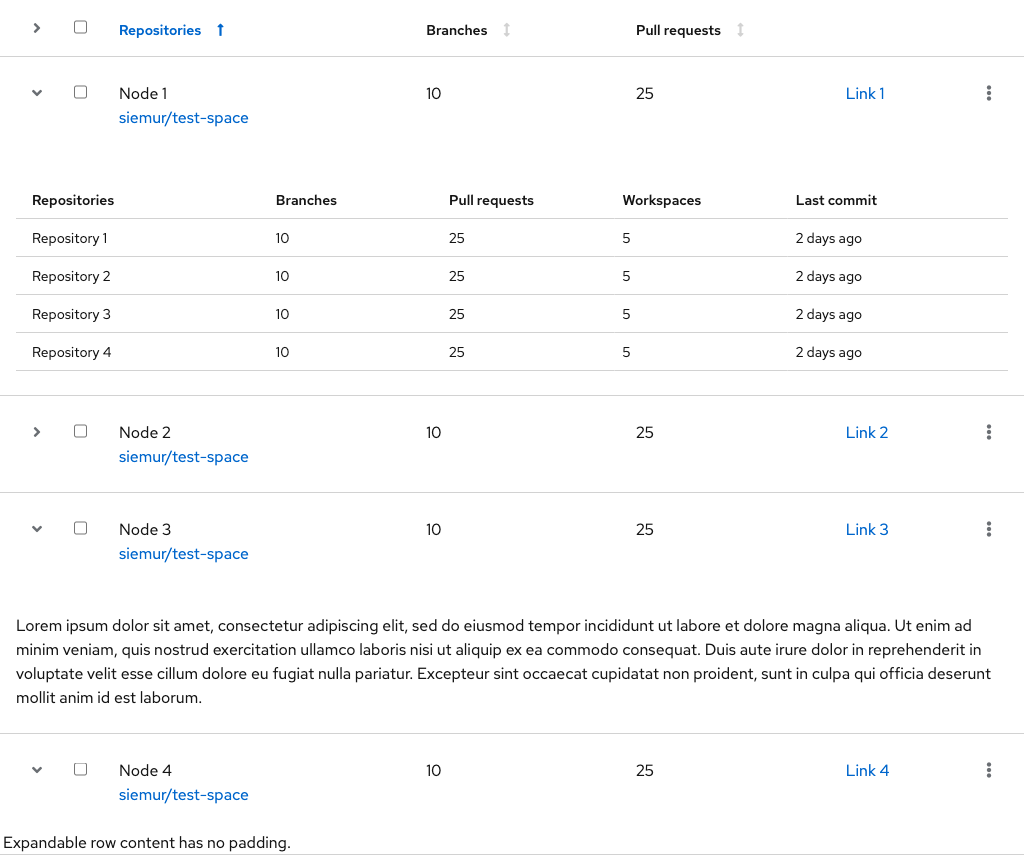 Repositories Branches Pull requests
Node 1 10 25 Link 1
siemur/test-space
Repositories Branches Pull requests Workspaces Last commit
Repository 1 10 25 5 2 days ago
Repository 2 10 25 5 2 days ago
Repository 3 10 25 5 2 days ago
Repository 4 10 25 5 2 days ago
Node 2 10 25 Link 2
siemur/test-space
Node 3 10 25 Link 3
siemur/test-space
Lorem ipsum dolor sit amet, consectetur adipiscing elit, sed do eiusmod tempor incididunt ut labore et dolore magna aliqua. Ut enim ad
minim veniam, quis nostrud exercitation ullamco laboris nisi ut aliquip ex ea commodo consequat. Duis aute irure dolor in reprehenderit in
voluptate velit esse cillum dolore eu fugiat nulla pariatur. Excepteur sint occaecat cupidatat non proident, sunt in culpa qui officia deserunt
mollit anim id est laborum.
Node 4 10 25 Link 4
siemur/test-space
Expandable row content has no padding.